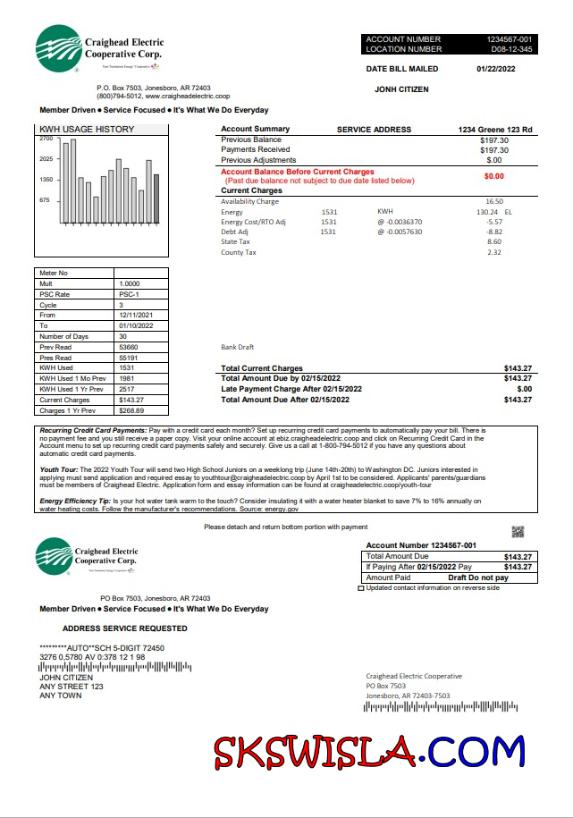 Craighead Electric
Cooperative Corp.
P.O. Box 7503, Jonesboro, AR 72403
(800)794-5012, www.craigheadelectric.coop
Member Driven ● Service Focused ● It's What We Do Everyday
ACCOUNT NUMBER 1234567-001
LOCATION NUMBER D08-12-345
DATE BILL MAILED 01/22/2022
JONH CITIZEN
KWH USAGE HISTORY
2700
2025
1350
675
Account Summary SERVICE ADDRESS 1234 Greene 123 Rd
Previous Balance $197.30
Payments Received $197.30
Previous Adjustments $.00
Account Balance Before Current Charges $0.00
(Past due balance not subject to due date listed below)
Current Charges
Availability Charge 16.50
Energy 1531 KWH 130.24 EL
Energy Cost/RTO Adj 1531 @ -0.0036370 -5.57
Debt Adj 1531 @ -0.0057630 -8.82
State Tax 8.60
County Tax 2.32
Meter No
Mult 1.0000
PSC Rate PSC-1
Cycle 3
From 12/11/2021
To 01/10/2022
Number of Days 30
Prev Read 53660
Pres Read 55191
KWH Used 1531
KWH Used 1 Mo Prev 1981
KWH Used 1 Yr Prev 2517
Current Charges $143.27
Charges 1 Yr Prev $268.89
Bank Draft
Total Current Charges $143.27
Total Amount Due by 02/15/2022 $143.27
Late Payment Charge After 02/15/2022 $.00
Total Amount Due After 02/15/2022 $143.27
Recurring Credit Card Payments: Pay with a credit card each month? Set up recurring credit card payments to automatically pay your bill. There is
no payment fee and you still receive a paper copy. Visit your online account at ebiz.craigheadelectric.coop and click on Recurring Credit Card in the
Account menu to set up recurring credit card payments safely and securely. Give us a call at 1-800-794-5012 if you have any questions about
automatic credit card payments.
Youth Tour: The 2022 Youth Tour will send two High School Juniors on a weeklong trip (June 14th-20th) to Washington DC. Juniors interested in
applying must send application and required essay to youthtour@craigheadelectric.coop by April 1st to be considered. Applicants' parents/guardians
must be members of Craighead Electric. Application form and essay information can be found at craigheadelectric.coop/youth-tour
Energy Efficiency Tip: Is your hot water tank warm to the touch? Consider insulating it with a water heater blanket to save 7% to 16% annually on
water heating costs. Follow the manufacturer's recommendations. Source: energy.gov
Please detach and return bottom portion with payment
Craighead Electric
Cooperative Corp.
PO Box 7503, Jonesboro, AR 72403
Member Driven ● Service Focused ● It's What We Do Everyday
Account Number 1234567-001
Total Amount Due $143.27
If Paying After 02/15/2022 Pay $143.27
Amount Paid Draft Do not pay
Updated contact information on reverse side
ADDRESS SERVICE REQUESTED
*********AUTO**SCH 5-DIGIT 72450
3276 0,5780 AV 0:378 12 1 98
JOHN CITIZEN
ANY STREET 123
ANY TOWN
Craighead Electric Cooperative
PO Box 7503
Jonesboro, AR 72403-7503
SKSWISLA.COM